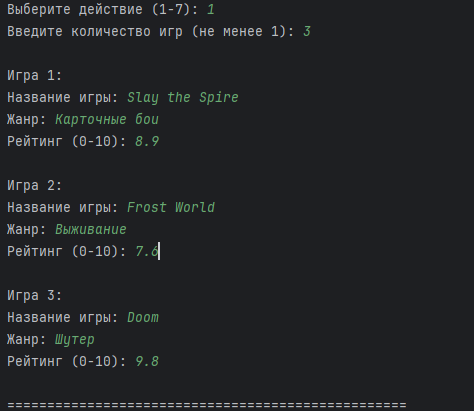 Выберите действие (1-7): 1
Введите количество игр (не менее 1): 3
Игра 1:
Название игры: Slay the Spire
Жанр: Карточные бои
Рейтинг (0-10): 8.9
Игра 2:
Название игры: Frost World
Жанр: Выживание
Рейтинг (0-10): 7.6
Игра 3:
Название игры: Doom
Жанр: Шутер
Рейтинг (0-10): 9.8
==================================================